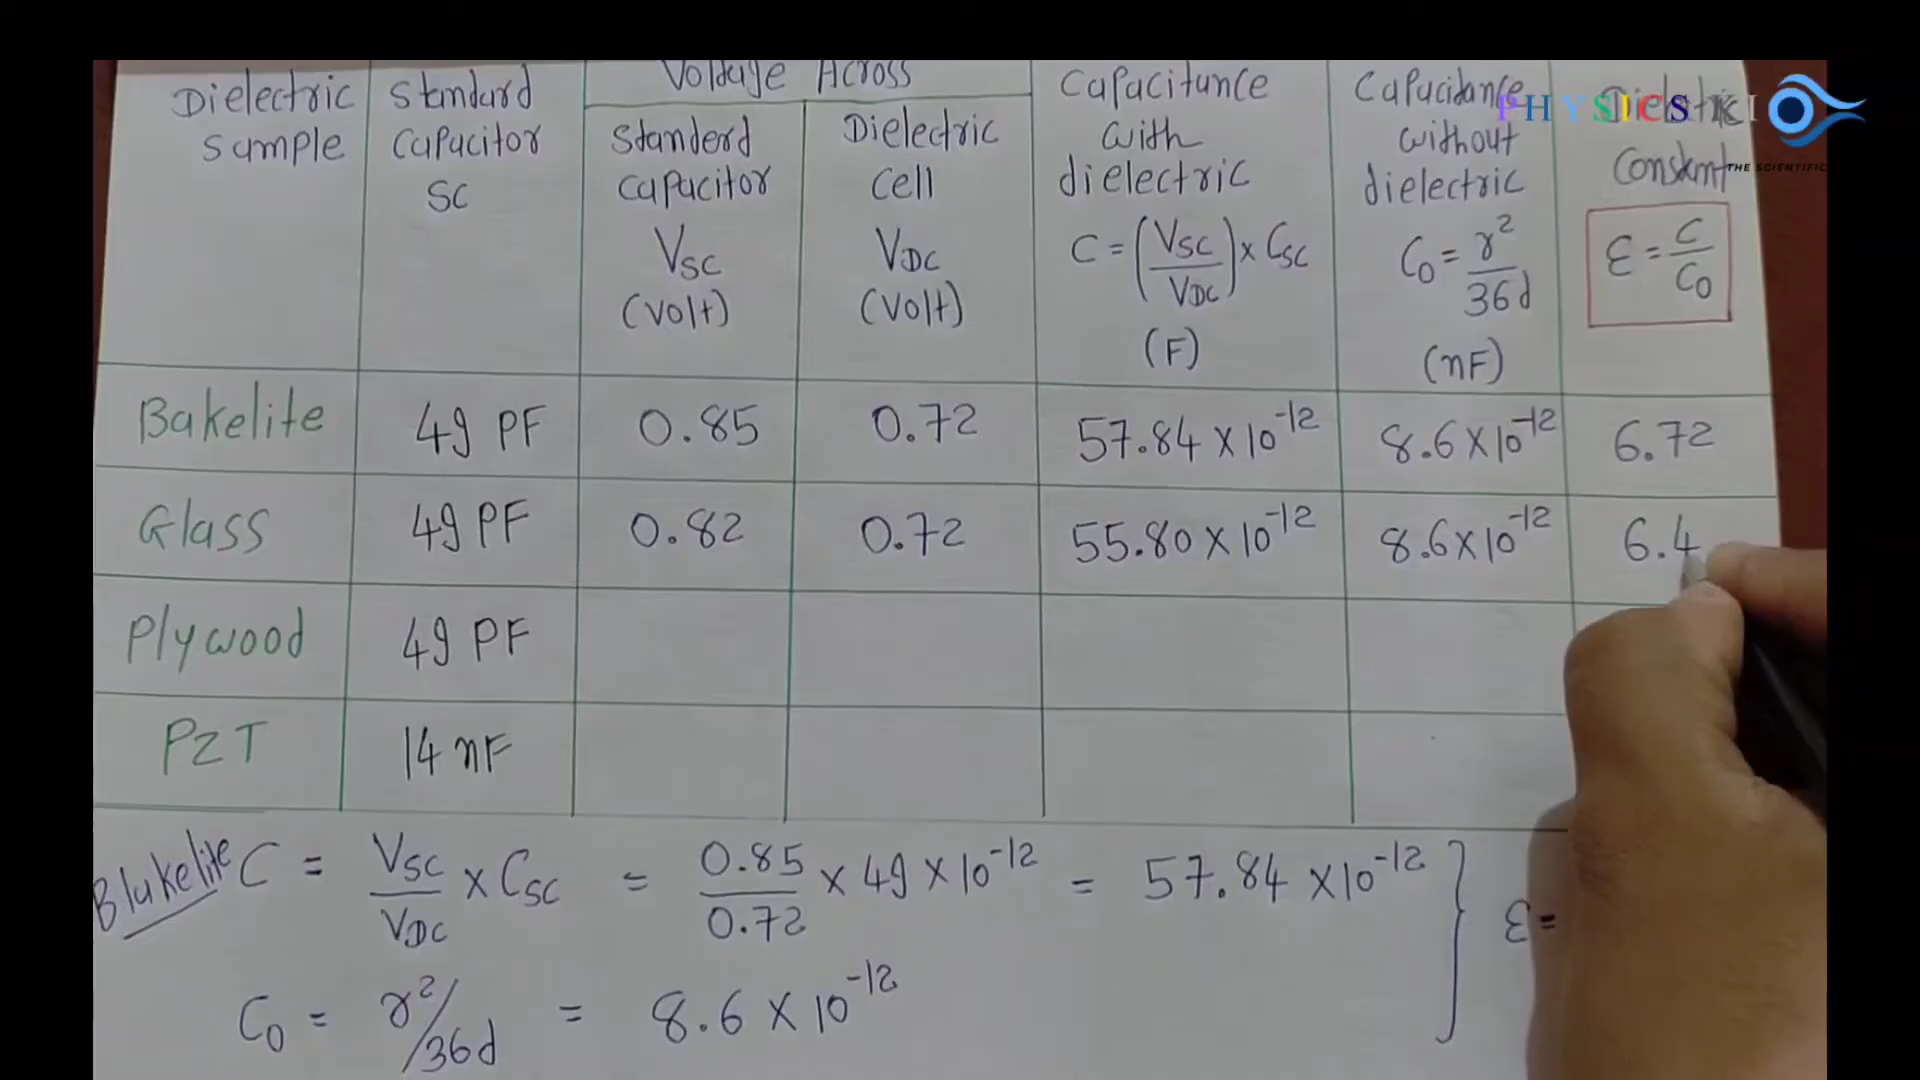 Dielectric sample
Standard capacitor SC
Voltage Across
Standerd capacitor VSC (Volt)
Dielectric cell VDC (Volt)
Capacitance with dielectric C = (VSC/VDC) × CSC (F)
without dielectric C0 = r²/36d (nF)
PHYSICS KI
THE SCIENTIFIC
ε = C/C0
Bakelite 49 PF 0.85 0.72 57.84 × 10⁻¹² 8.6 × 10⁻¹² 6.72
Glass 49 PF 0.82 0.72 55.80 × 10⁻¹² 8.6 × 10⁻¹² 6.4
Plywood 49 PF
PZT 14 nF
Blakelite C = VSC/VDC × CSC = 0.85/0.72 × 49 × 10⁻¹² = 57.84 × 10⁻¹² } ε =
C0 = r²/36d = 8.6 × 10⁻¹²